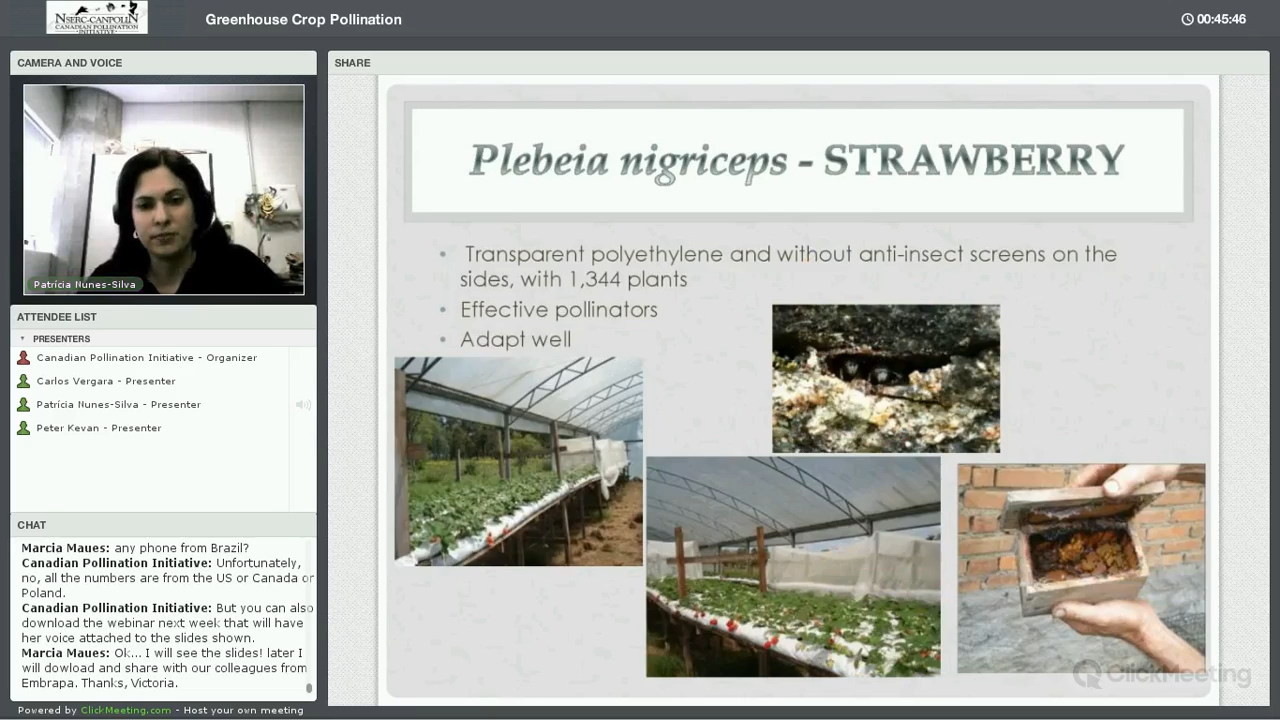 NSERC-CANPOLIN
CANADIAN POLLINATION
INITIATIVE
Greenhouse Crop Pollination
00:45:46
CAMERA AND VOICE
Patrícia Nunes-Silva
ATTENDEE LIST
PRESENTERS
Canadian Pollination Initiative - Organizer
Carlos Vergara - Presenter
Patrícia Nunes-Silva - Presenter
Peter Kevan - Presenter
CHAT
Marcia Maues: any phone from Brazil?
Canadian Pollination Initiative: Unfortunately,
no, all the numbers are from the US or Canada or
Poland.
Canadian Pollination Initiative: But you can also
download the webinar next week that will have
her voice attached to the slides shown.
Marcia Maues: Ok... I will see the slides! later I
will dowload and share with our colleagues from
Embrapa. Thanks, Victoria.
Powered by ClickMeeting.com - Host your own meeting
SHARE
Plebeia nigriceps - STRAWBERRY
• Transparent polyethylene and without anti-insect screens on the
sides, with 1,344 plants
• Effective pollinators
• Adapt well
ClickMeeting